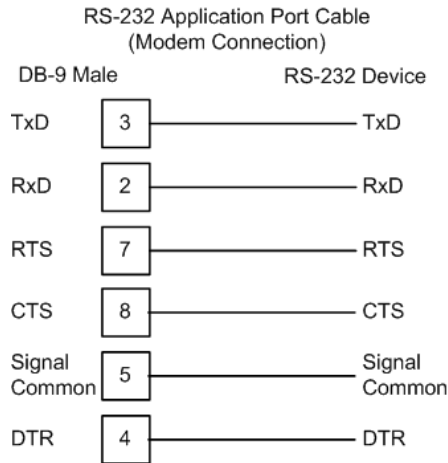 RS-232 Application Port Cable
(Modem Connection)
DB-9 Male RS-232 Device
TxD 3 TxD
RxD 2 RxD
RTS 7 RTS
CTS 8 CTS
Signal Common 5 Signal Common
DTR 4 DTR